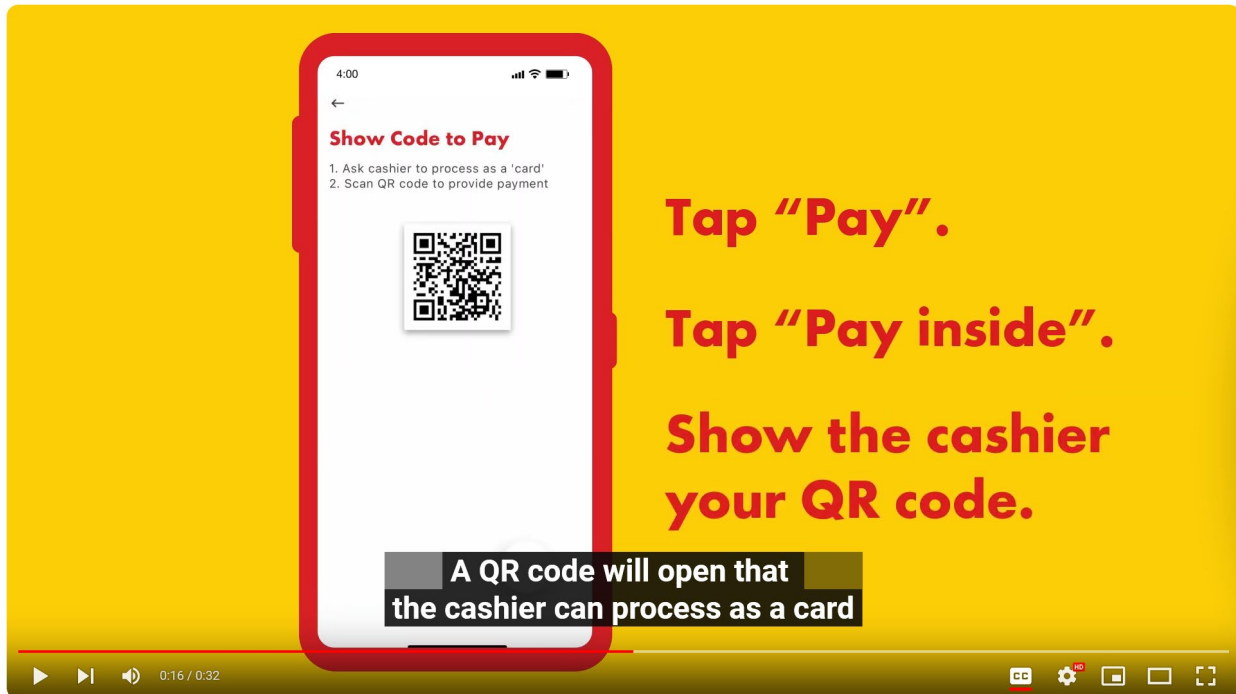 4:00
Show Code to Pay
1. Ask cashier to process as a 'card'
2. Scan QR code to provide payment
Tap “Pay”.
Tap “Pay inside”.
Show the cashier
your QR code.
A QR code will open that
the cashier can process as a card
0:16 / 0:32
CC
HD